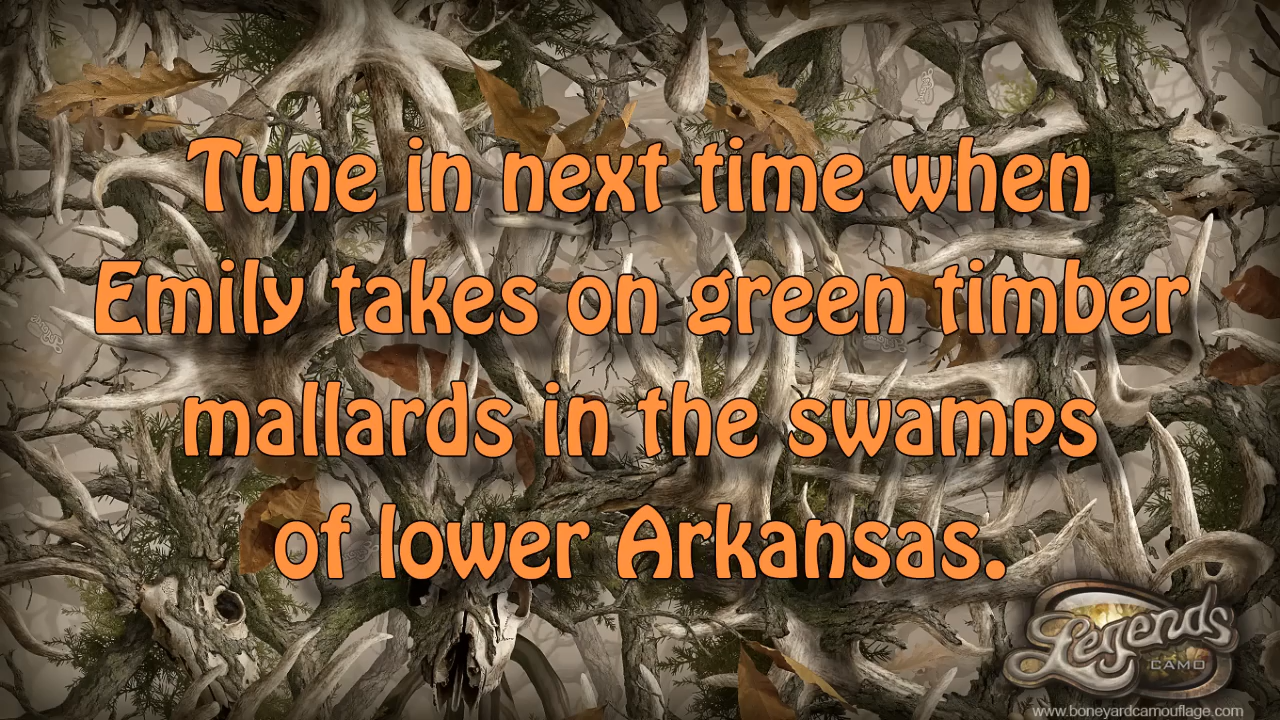 Tune in next time when
Emily takes on green timber
mallards in the swamps
of lower Arkansas.
Legends
CAMO
www.boneyardcamouflage.com